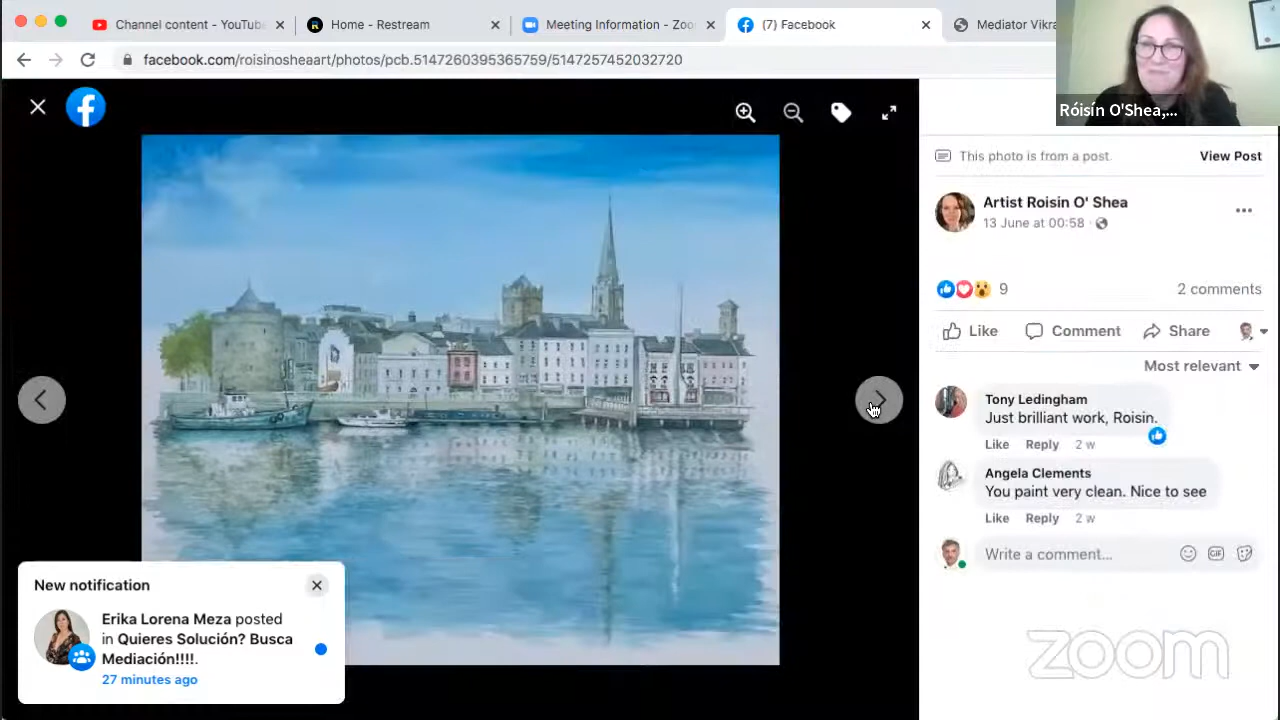 Channel content - YouTube
Home - Restream
Meeting Information - Zoo
(7) Facebook
Mediator Vikra
facebook.com/roisinosheaart/photos/pcb.5147260395365759/5147257452032720
Róisín O'Shea,...
This photo is from a post.
View Post
Artist Roisin O' Shea
13 June at 00:58
9
2 comments
Like
Comment
Share
Most relevant
Tony Ledingham
Just brilliant work, Roisin.
Like Reply 2 w
Angela Clements
You paint very clean. Nice to see
Like Reply 2 w
Write a comment...
GIF
New notification
Erika Lorena Meza posted
in Quieres Solución? Busca
Mediación!!!!.
27 minutes ago
zoom